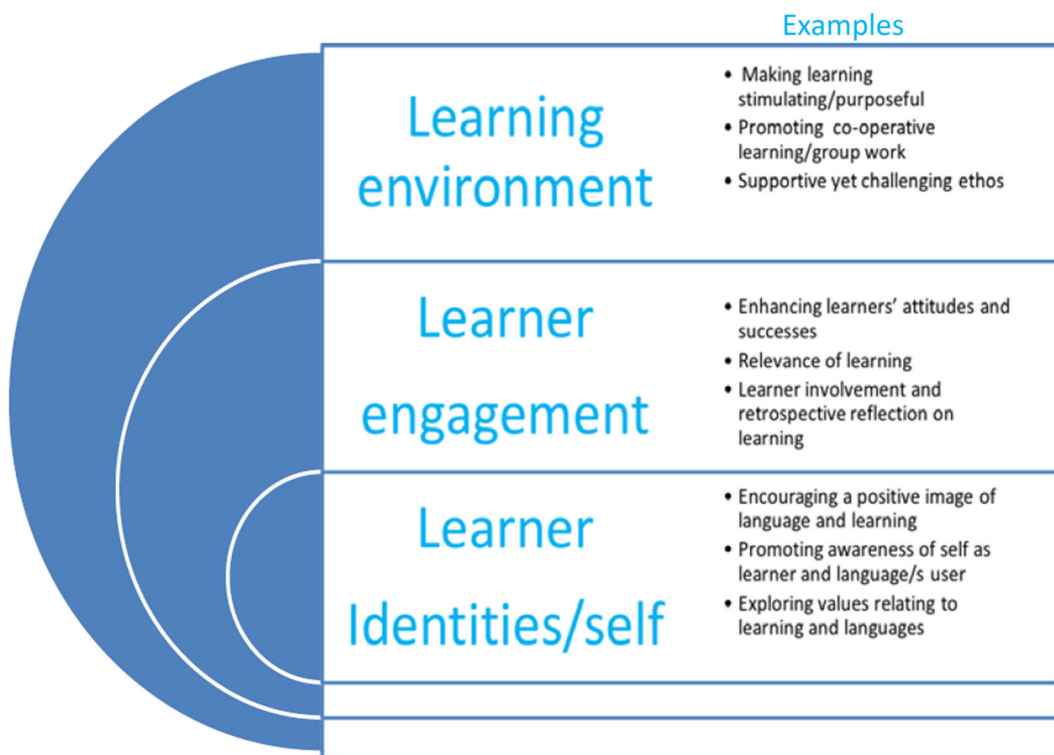 Examples
Learning
environment
• Making learning
stimulating/purposeful
• Promoting co-operative
learning/group work
• Supportive yet challenging ethos
Learner
engagement
• Enhancing learners’ attitudes and
successes
• Relevance of learning
• Learner involvement and
retrospective reflection on
learning
Learner
Identities/self
• Encouraging a positive image of
language and learning
• Promoting awareness of self as
learner and language/s user
• Exploring values relating to
learning and languages